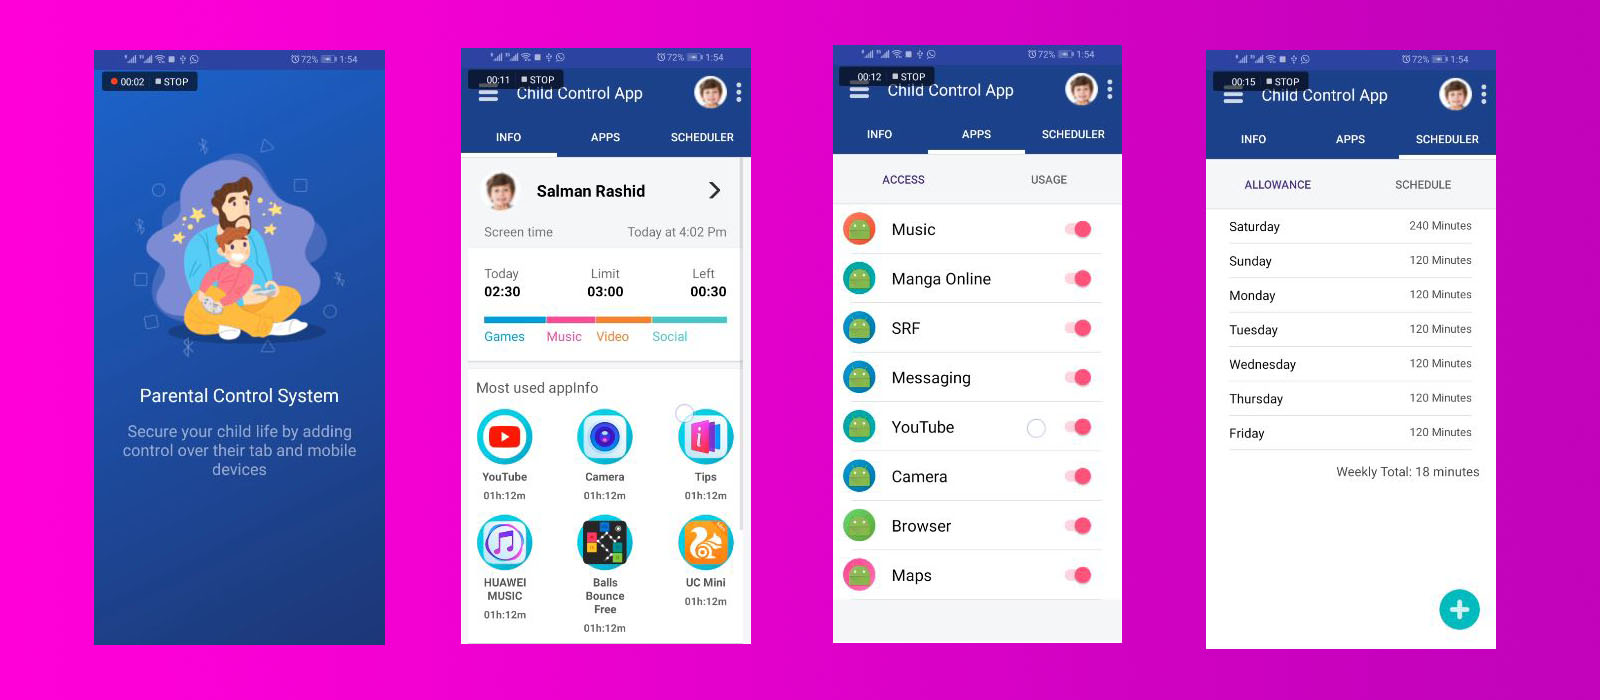 72% 1:54
00:02 STOP
Parental Control System
Secure your child life by adding
control over their tab and mobile
devices
72% 1:54
00:11 STOP
Child Control App
INFO APPS SCHEDULER
Salman Rashid
Screen time Today at 4:02 Pm
Today Limit Left
02:30 03:00 00:30
Games Music Video Social
Most used appInfo
YouTube Camera Tips
01h:12m 01h:12m 01h:12m
HUAWEI MUSIC Balls Bounce Free UC Mini
01h:12m 01h:12m 01h:12m
72% 1:54
00:12 STOP
Child Control App
INFO APPS SCHEDULER
ACCESS USAGE
Music
Manga Online
SRF
Messaging
YouTube
Camera
Browser
Maps
72% 1:54
00:15 STOP
Child Control App
INFO APPS SCHEDULER
ALLOWANCE SCHEDULE
Saturday 240 Minutes
Sunday 120 Minutes
Monday 120 Minutes
Tuesday 120 Minutes
Wednesday 120 Minutes
Thursday 120 Minutes
Friday 120 Minutes
Weekly Total: 18 minutes